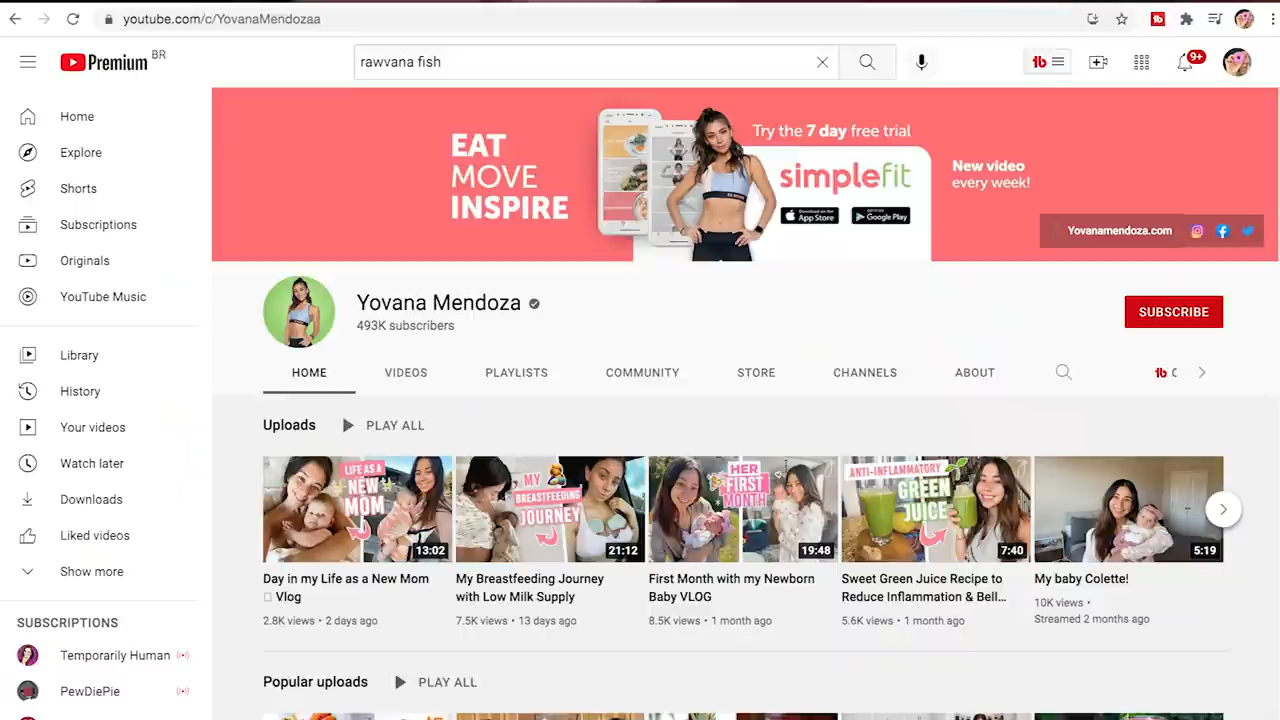 youtube.com/c/YovanaMendozaa
Premium BR
rawvana fish
9+
Home
Explore
Shorts
Subscriptions
Originals
YouTube Music
Library
History
Your videos
Watch later
Downloads
Liked videos
Show more
SUBSCRIPTIONS
Temporarily Human
PewDiePie
EAT
MOVE
INSPIRE
Try the 7 day free trial
simplefit
App Store
Google Play
New video
every week!
Yovanamendoza.com
Yovana Mendoza
493K subscribers
SUBSCRIBE
HOME VIDEOS PLAYLISTS COMMUNITY STORE CHANNELS ABOUT
Uploads PLAY ALL
LIFE AS A
NEW
MOM
13:02
Day in my Life as a New Mom
Vlog
2.8K views • 2 days ago
MY
BREASTFEEDING
JOURNEY
21:12
My Breastfeeding Journey
with Low Milk Supply
7.5K views • 13 days ago
HER
FIRST
MONTH
19:48
First Month with my Newborn
Baby VLOG
8.5K views • 1 month ago
ANTI-INFLAMMATORY
GREEN
JUICE
7:40
Sweet Green Juice Recipe to
Reduce Inflammation & Bell...
5.6K views • 1 month ago
5:19
My baby Colette!
10K views •
Streamed 2 months ago
Popular uploads PLAY ALL